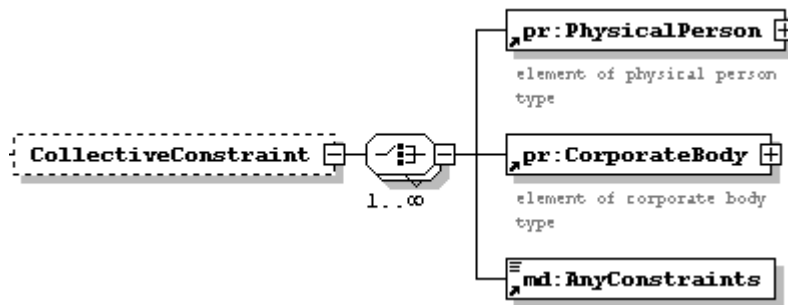 pr:PhysicalPerson
element of physical person
type
CollectiveConstraint
1..∞
pr:CorporateBody
element of corporate body
type
md:AnyConstraints